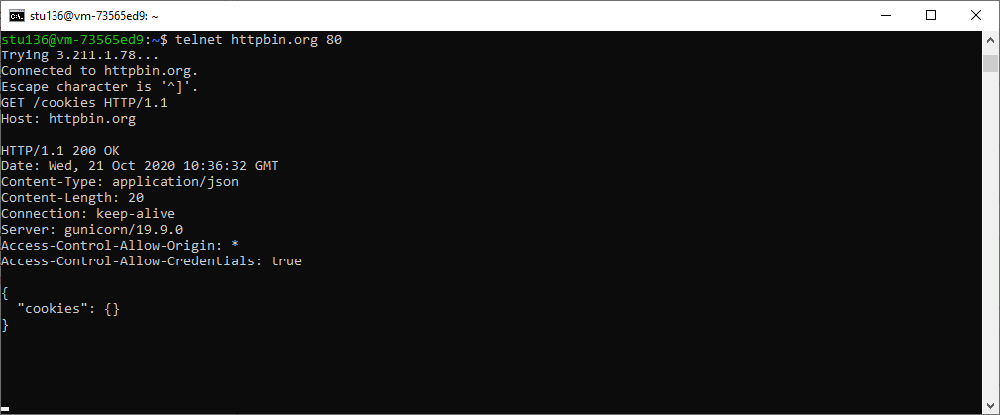 stu136@vm-73565ed9: ~
stu136@vm-73565ed9:~$ telnet httpbin.org 80
Trying 3.211.1.78...
Connected to httpbin.org.
Escape character is '^]'.
GET /cookies HTTP/1.1
Host: httpbin.org

HTTP/1.1 200 OK
Date: Wed, 21 Oct 2020 10:36:32 GMT
Content-Type: application/json
Content-Length: 20
Connection: keep-alive
Server: gunicorn/19.9.0
Access-Control-Allow-Origin: *
Access-Control-Allow-Credentials: true

{
  "cookies": {}
}